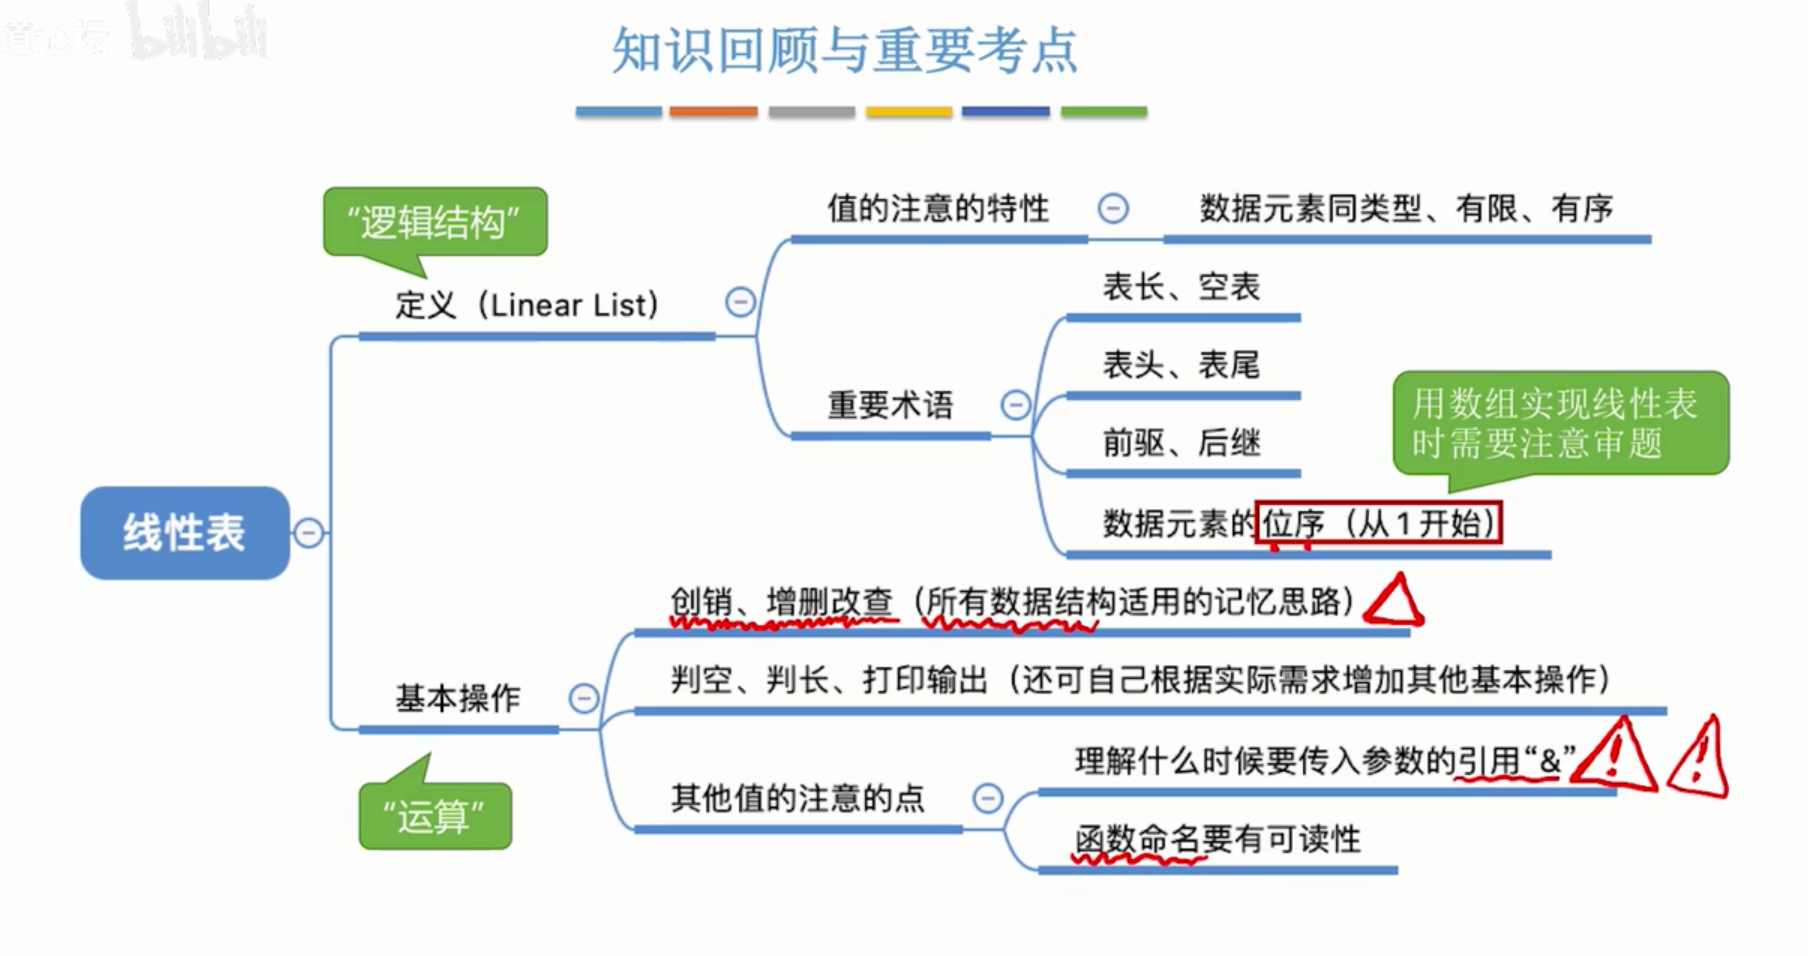 bilibili
知识回顾与重要考点
“逻辑结构”
定义（Linear List）
值的注意的特性
数据元素同类型、有限、有序
重要术语
表长、空表
表头、表尾
前驱、后继
数据元素的位序（从1开始）
用数组实现线性表
时需要注意审题
线性表
基本操作
“运算”
创销、增删改查（所有数据结构适用的记忆思路）
判空、判长、打印输出（还可自己根据实际需求增加其他基本操作）
其他值的注意的点
理解什么时候要传入参数的引用“&”
函数命名要有可读性